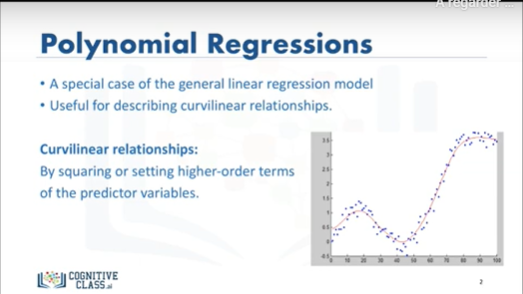 A regarder ...
Polynomial Regressions
• A special case of the general linear regression model
• Useful for describing curvilinear relationships.
Curvilinear relationships:
By squaring or setting higher-order terms
of the predictor variables.
3.5
3
2.5
2
1.5
1
0.5
0
-0.5
0 10 20 30 40 50 60 70 80 90 100
COGNITIVE
CLASS.ai
2